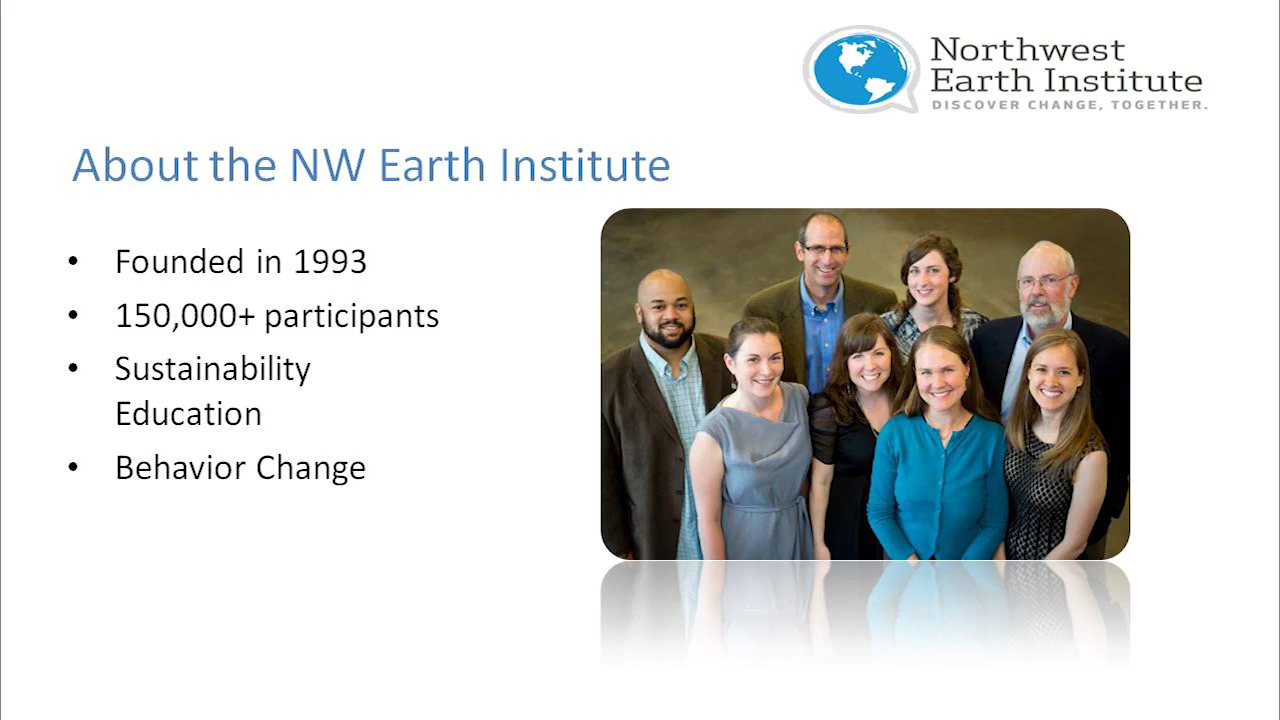 Northwest
Earth Institute
DISCOVER CHANGE, TOGETHER.
About the NW Earth Institute
• Founded in 1993
• 150,000+ participants
• Sustainability
Education
• Behavior Change